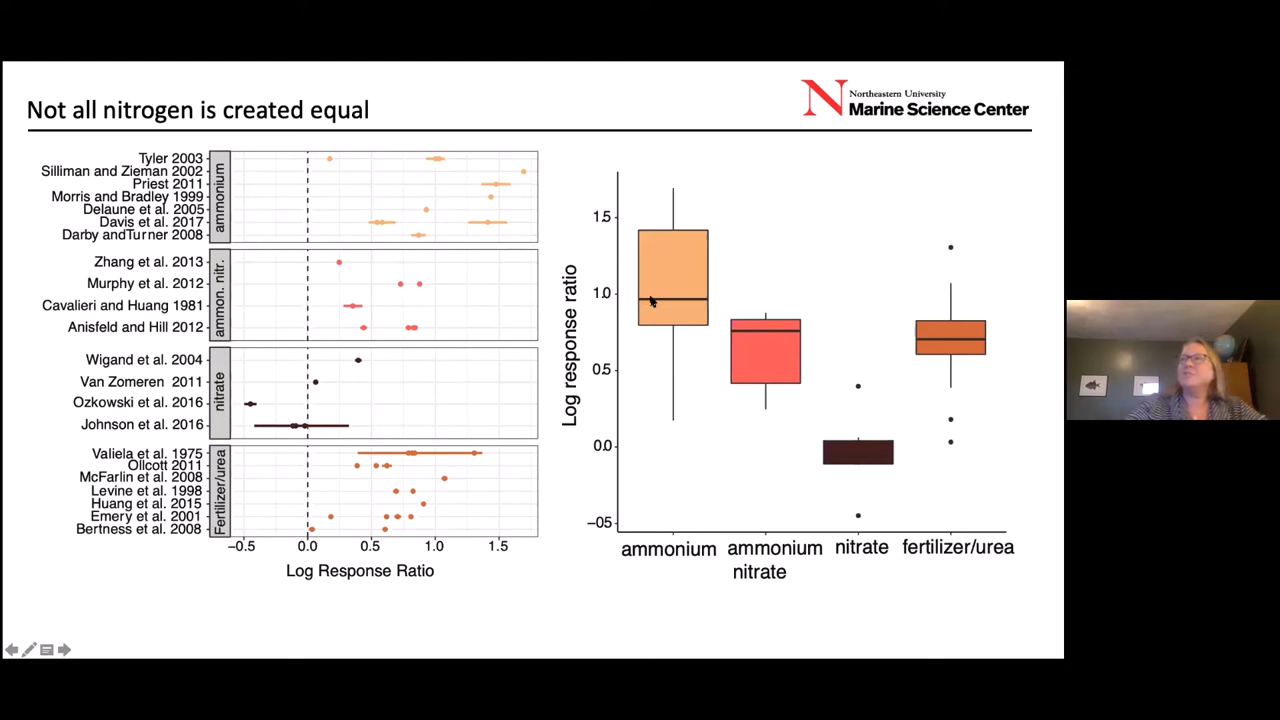 Not all nitrogen is created equal
N
Northeastern University
Marine Science Center
Tyler 2003
Silliman and Zieman 2002
Priest 2011
Morris and Bradley 1999
Delaune et al. 2005
Davis et al. 2017
Darby andTurner 2008
ammonium
Zhang et al. 2013
Murphy et al. 2012
Cavalieri and Huang 1981
Anisfeld and Hill 2012
ammon. nitr.
Wigand et al. 2004
Van Zomeren 2011
Ozkowski et al. 2016
Johnson et al. 2016
nitrate
Valiela et al. 1975
Ollcott 2011
McFarlin et al. 2008
Levine et al. 1998
Huang et al. 2015
Emery et al. 2001
Bertness et al. 2008
Fertilizer/urea
−0.5 0.0 0.5 1.0 1.5
Log Response Ratio
Log response ratio
1.5
1.0
0.5
0.0
−05
ammonium ammonium nitrate fertilizer/urea
nitrate